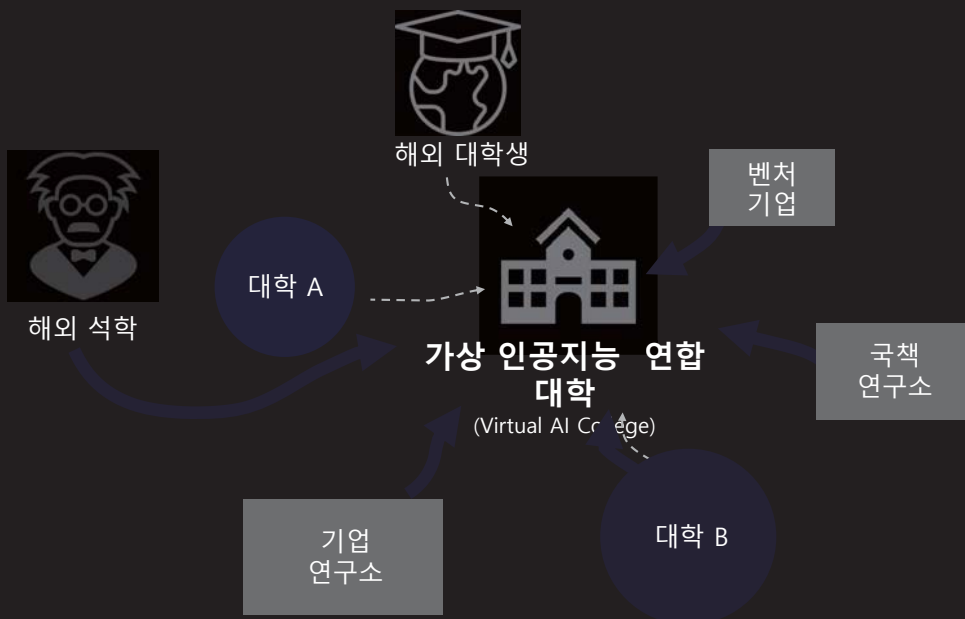 해외 대학생
벤처
기업
대학 A
해외 석학
가상 인공지능 연합
대학
(Virtual AI
국책
연구소
기업
연구소
대학 B